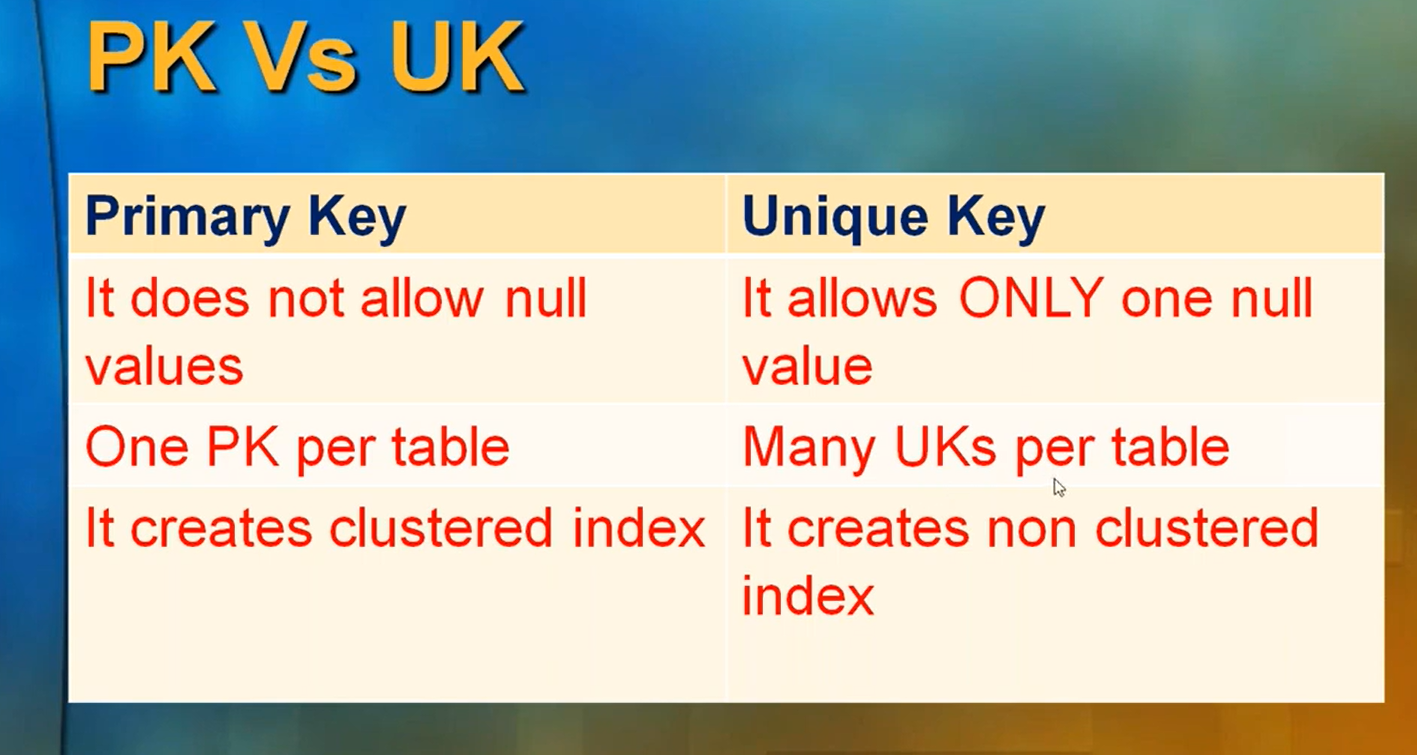 PK Vs UK
Primary Key
Unique Key
It does not allow null
values
It allows ONLY one null
value
One PK per table
Many UKs per table
It creates clustered index
It creates non clustered
index